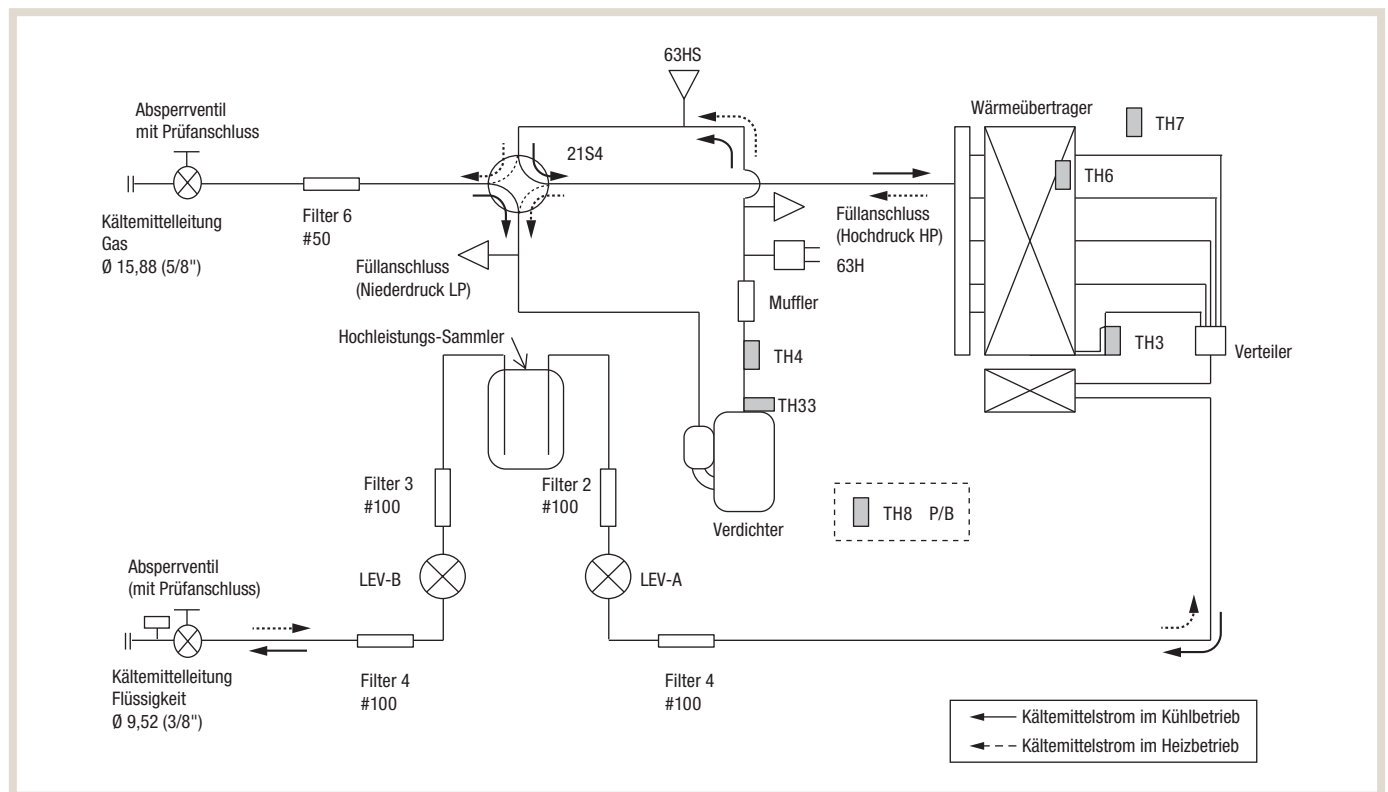 63HS
Absperrventil
mit Prüfanschluss
21S4
Wärmeübertrager
TH7
TH6
Kältemittelleitung
Gas
Ø 15,88 (5/8")
Filter 6
#50
Füllanschluss
(Niederdruck LP)
Füllanschluss
(Hochdruck HP)
63H
Muffler
Hochleistungs-Sammler
TH4
TH3
Verteiler
TH33
Filter 3
#100
Filter 2
#100
Verdichter
TH8 P/B
LEV-B
LEV-A
Absperrventil
(mit Prüfanschluss)
Kältemittelleitung
Flüssigkeit
Ø 9,52 (3/8")
Filter 4
#100
Filter 4
#100
Kältemittelstrom im Kühlbetrieb
Kältemittelstrom im Heizbetrieb